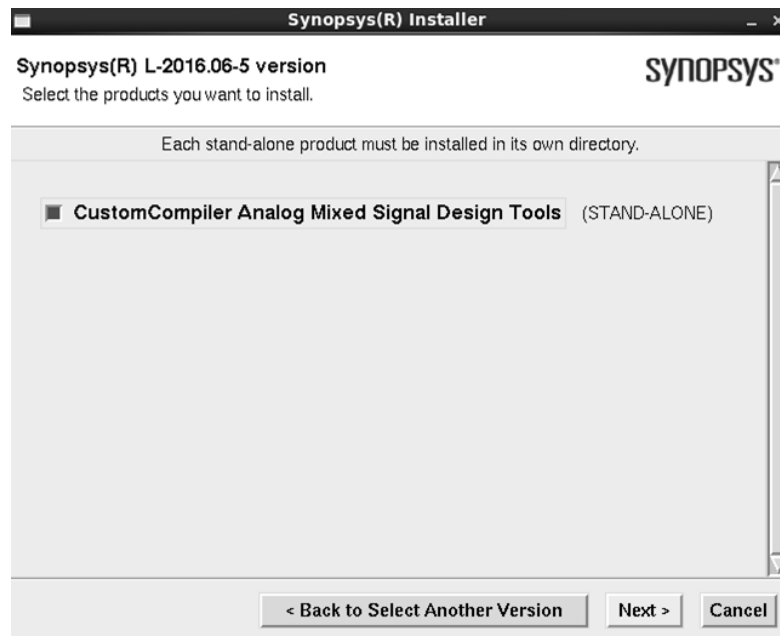 Synopsys(R) Installer
Synopsys(R) L-2016.06-5 version
SYNOPSYS®
Select the products you want to install.
Each stand-alone product must be installed in its own directory.
CustomCompiler Analog Mixed Signal Design Tools (STAND-ALONE)
< Back to Select Another Version Next > Cancel